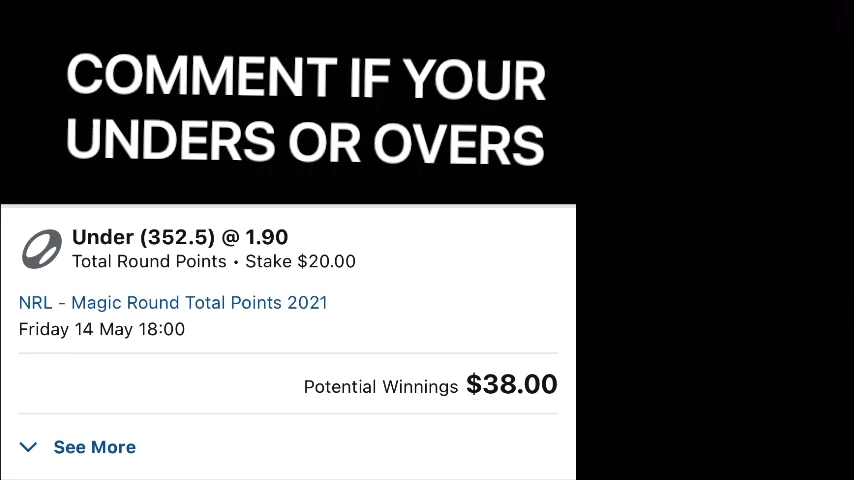 COMMENT IF YOUR
UNDERS OR OVERS
Under (352.5) @ 1.90
Total Round Points • Stake $20.00
NRL - Magic Round Total Points 2021
Friday 14 May 18:00
Potential Winnings $38.00
See More